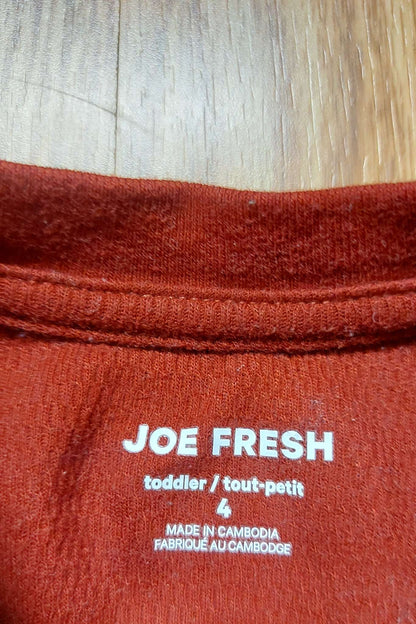 JOE FRESH
toddler / tout-petit
4
MADE IN CAMBODIA
FABRIQUÉ AU CAMBODGE